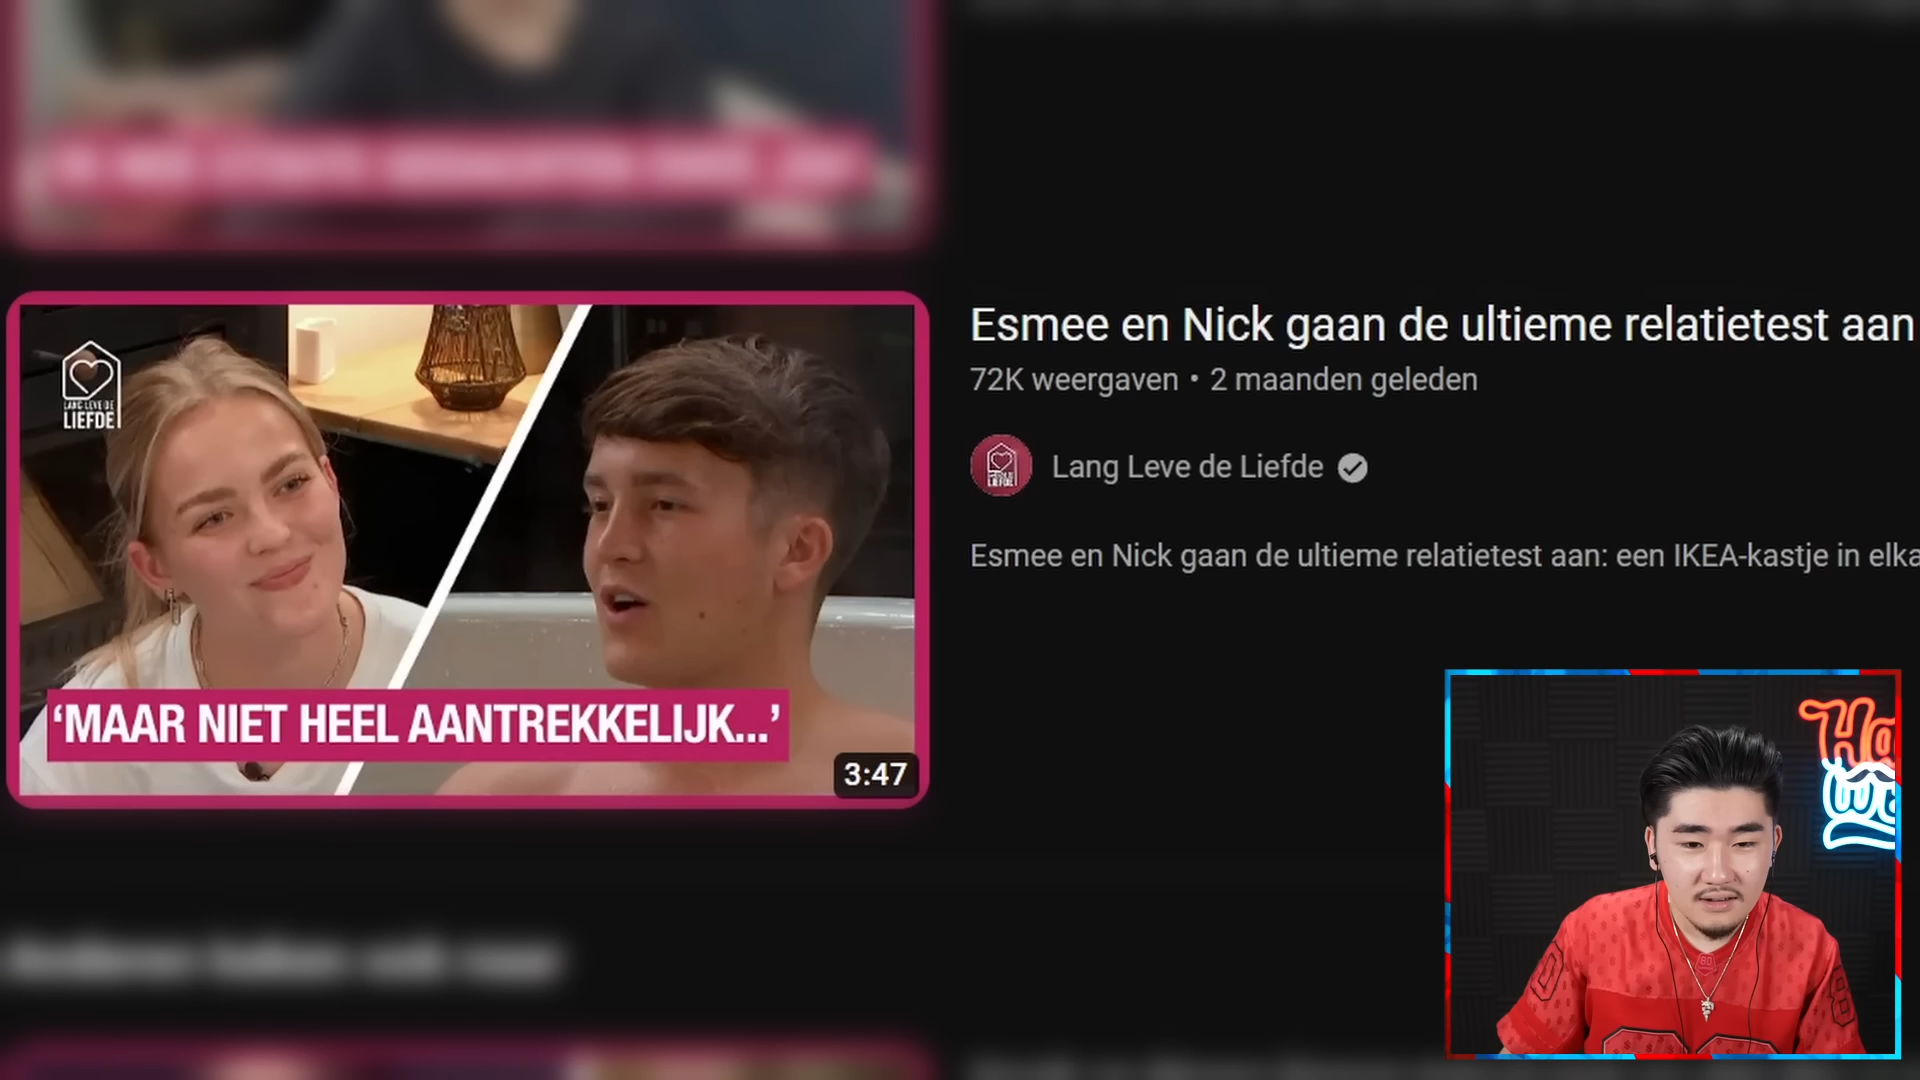 LANG LEVE DE
LIEFDE
‘MAAR NIET HEEL AANTREKKELIJK...’
3:47
Esmee en Nick gaan de ultieme relatietest aan
72K weergaven • 2 maanden geleden
Lang Leve de Liefde
Esmee en Nick gaan de ultieme relatietest aan: een IKEA-kastje in elka